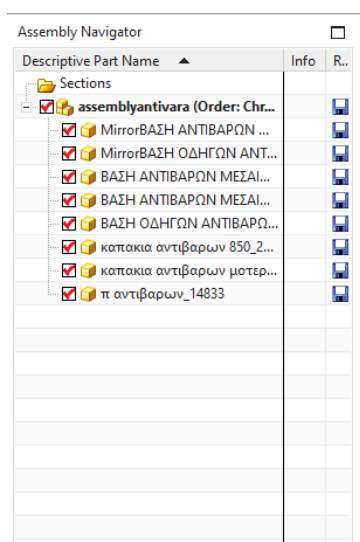 Assembly Navigator
Descriptive Part Name Info R..
Sections
assemblyantivara (Order: Chr...
MirrorΒΑΣΗ ΑΝΤΙΒΑΡΩΝ ...
MirrorΒΑΣΗ ΟΔΗΓΩΝ ΑΝΤ...
ΒΑΣΗ ΑΝΤΙΒΑΡΩΝ ΜΕΣΑΙ...
ΒΑΣΗ ΑΝΤΙΒΑΡΩΝ ΜΕΣΑΙ...
ΒΑΣΗ ΟΔΗΓΩΝ ΑΝΤΙΒΑΡΩ...
καπακια αντιβαρων 850_2...
καπακια αντιβαρων μοτερ...
π αντιβαρων_14833